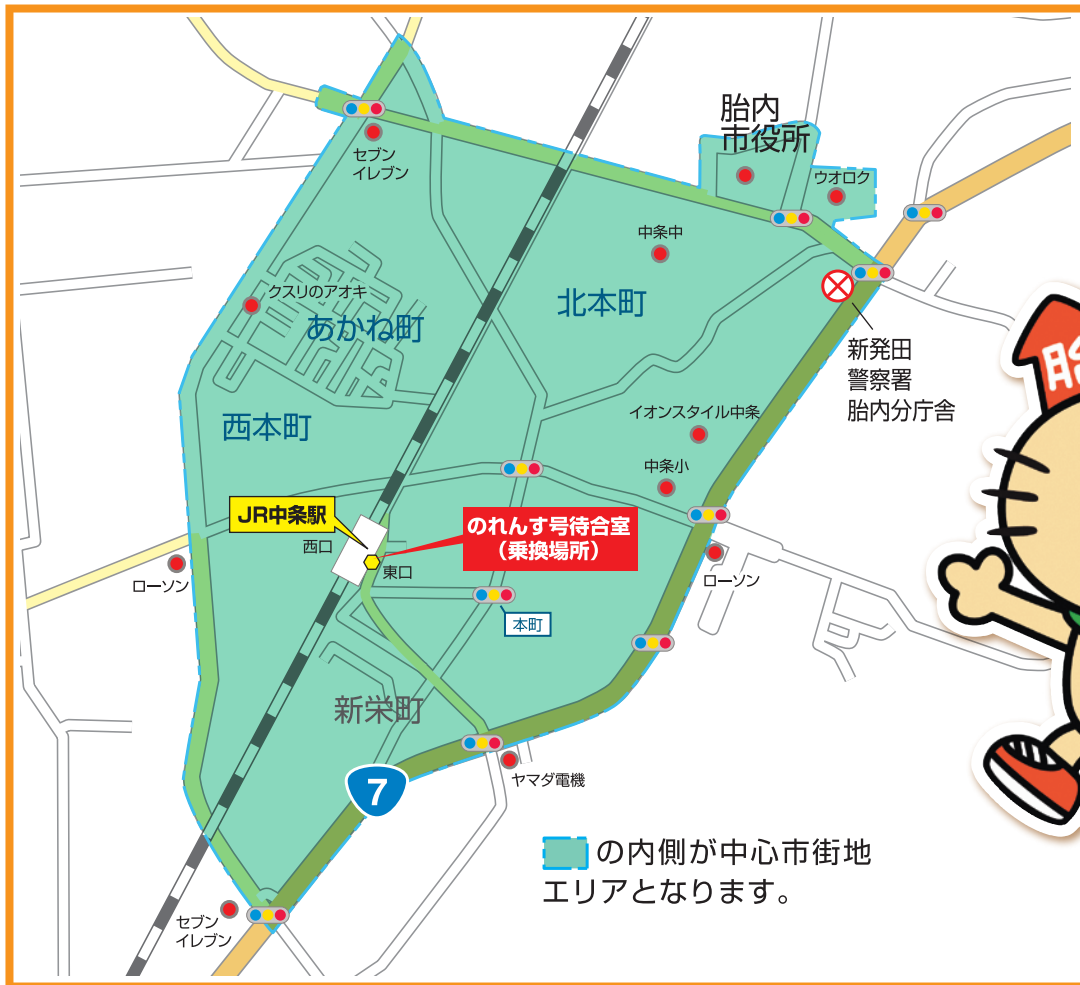 胎内
市役所
セブン
イレブン
ウオロク
中条中
クスリのアオキ
北本町
あかね町
新発田
警察署
胎内分庁舎
胎
西本町
イオンスタイル中条
中条小
JR中条駅
のれんす号待合室
（乗換場所）
西口
東口
ローソン
ローソン
本町
新栄町
7
ヤマダ電機
の内側が中心市街地
エリアとなります。
セブン
イレブン